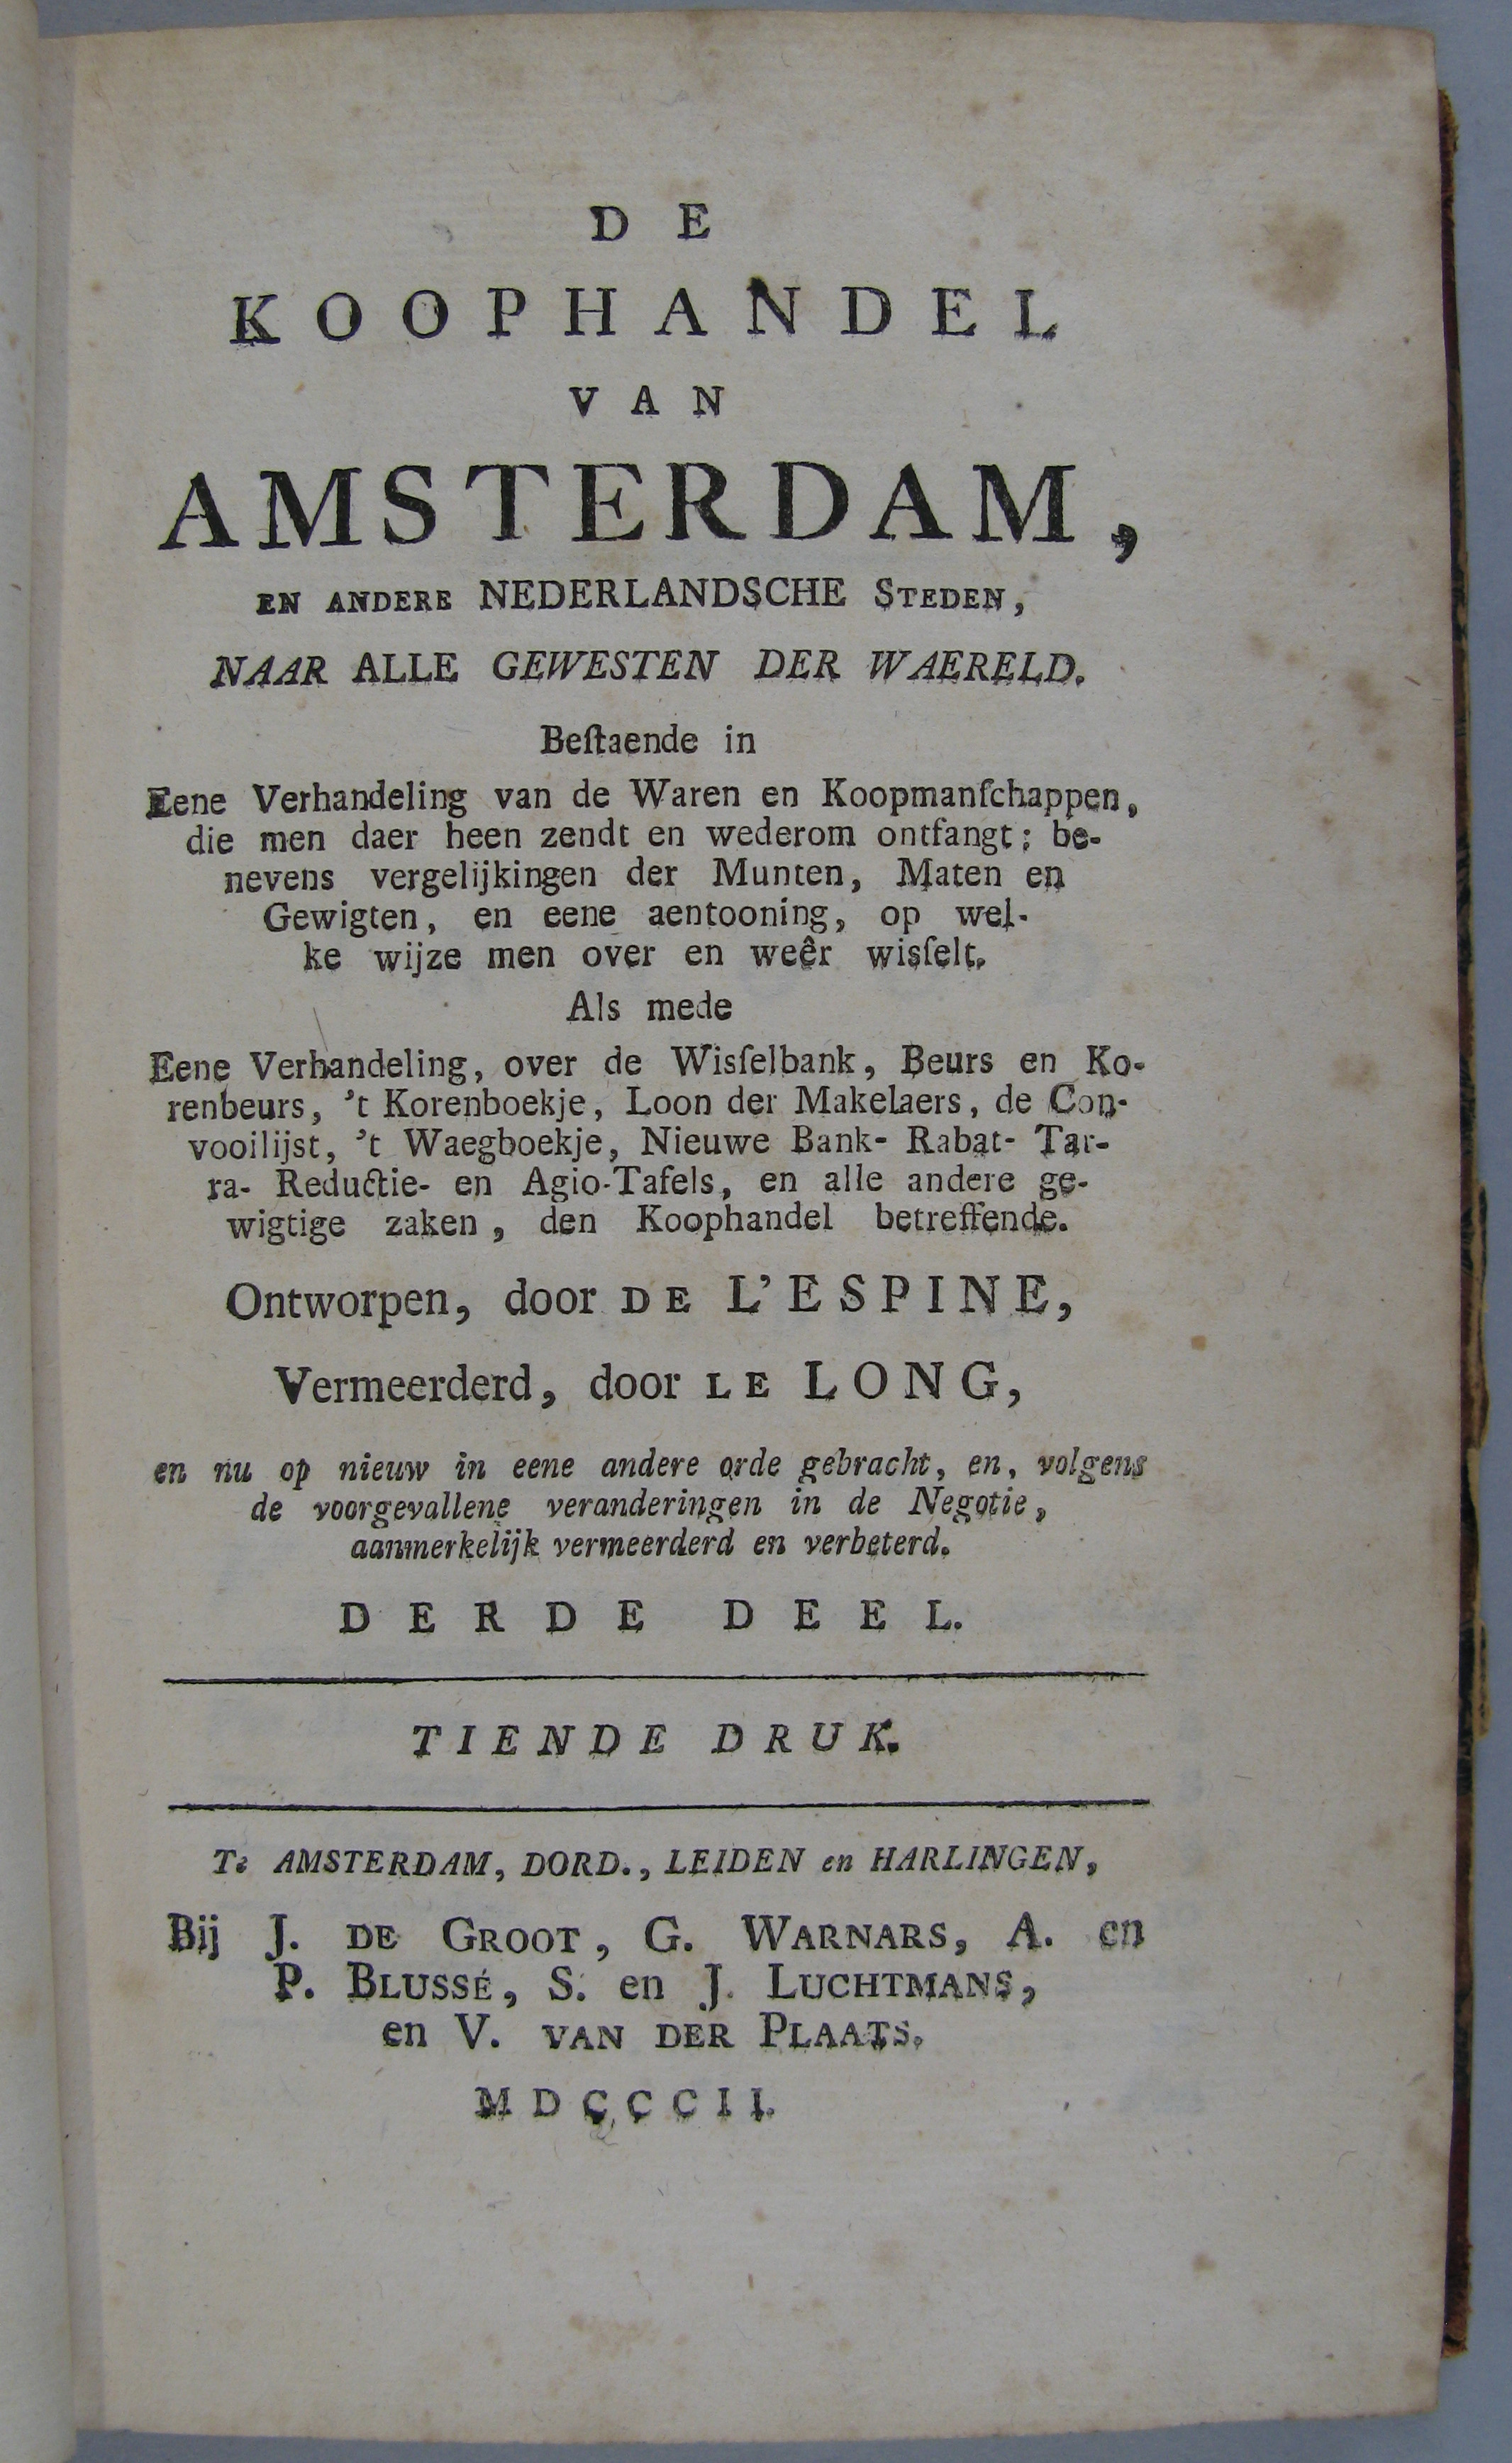 DE
KOOPHANDEL
VAN
AMSTERDAM,
EN ANDERE NEDERLANDSCHE STEDEN,
NAAR ALLE GEWESTEN DER WAERELD.
Beſtaende in
Eene Verhandeling van de Waren en Koopmanſchappen,
die men daer heen zendt en wederom ontfangt; be-
nevens vergelijkingen der Munten, Maten en
Gewigten, en eene aentooning, op wel-
ke wijze men over en weêr wisſelt.
Als mede
Eene Verhandeling, over de Wisſelbank, Beurs en Ko-
renbeurs, 't Korenboekje, Loon der Makelaers, de Con-
vooilijst, 't Waegboekje, Nieuwe Bank- Rabat- Tar-
ra- Reductie- en Agio-Tafels, en alle andere ge-
wigtige zaken, den Koophandel betreffende.
Ontworpen, door DE L'ESPINE,
Vermeerderd, door LE LONG,
en nu op nieuw in eene andere orde gebracht, en, volgens
de voorgevallene veranderingen in de Negotie,
aanmerkelijk vermeerderd en verbeterd.
DERDE DEEL.
TIENDE DRUK.
Te AMSTERDAM, DORD., LEIDEN en HARLINGEN,
Bij J. DE GROOT, G. WARNARS, A. en
P. BLUSSÉ, S. en J. LUCHTMANS,
en V. VAN DER PLAATS.
MDCCCII.